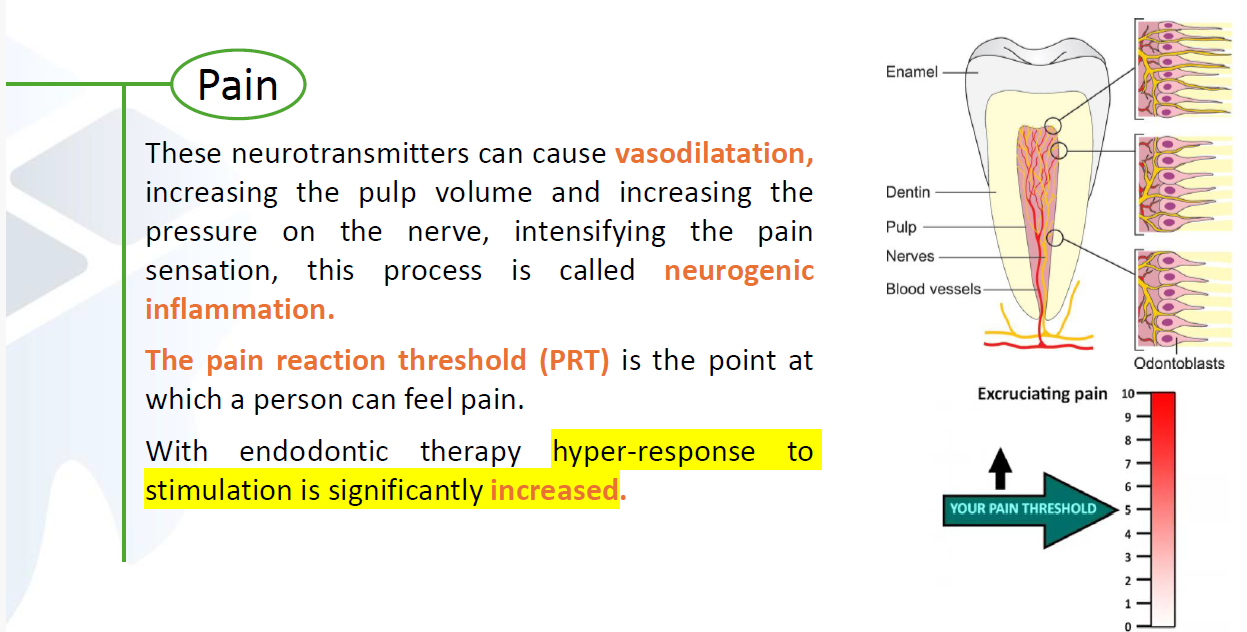 Pain
These neurotransmitters can cause vasodilatation,
increasing the pulp volume and increasing the
pressure on the nerve, intensifying the pain
sensation, this process is called neurogenic
inflammation.
The pain reaction threshold (PRT) is the point at
which a person can feel pain.
With endodontic therapy hyper-response to
stimulation is significantly increased.
Enamel
Dentin
Pulp
Nerves
Blood vessels
Odontoblasts
Excruciating pain
10
9
8
7
6
5
4
3
2
1
0
YOUR PAIN THRESHOLD